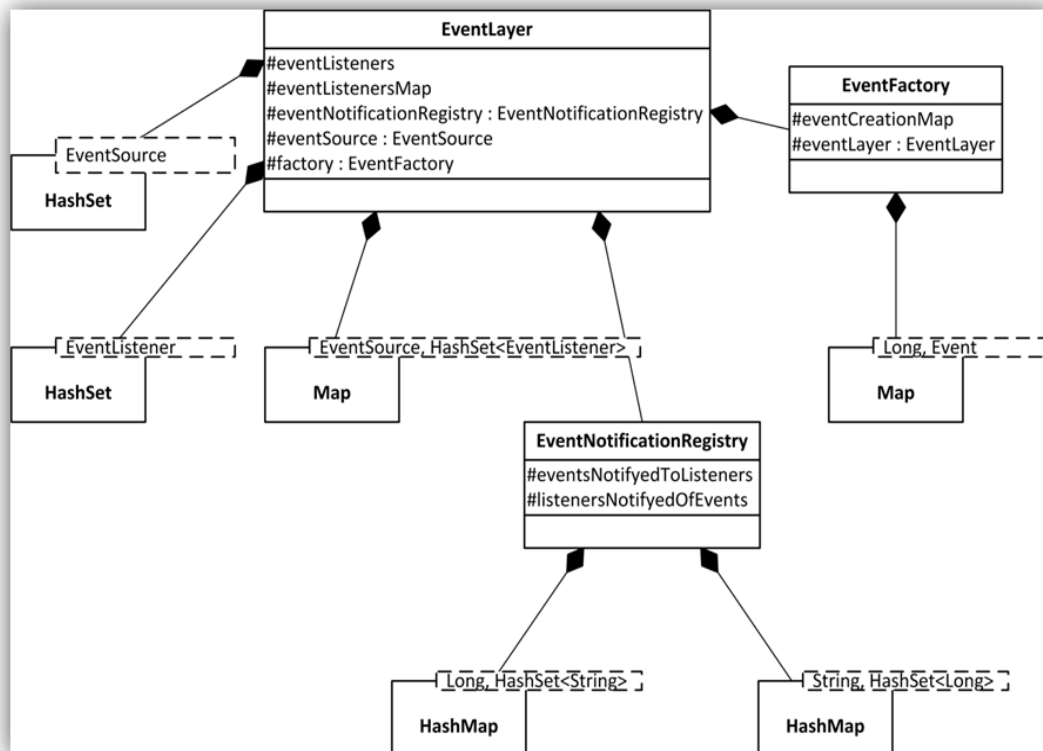 EventLayer
#eventListeners
#eventListenersMap
#eventNotificationRegistry : EventNotificationRegistry
#eventSource : EventSource
#factory : EventFactory
EventFactory
#eventCreationMap
#eventLayer : EventLayer
EventSource
HashSet
EventListener
HashSet
EventSource, HashSet<EventListener>
Map
Long, Event
Map
EventNotificationRegistry
#eventsNotifyedToListeners
#listenersNotifyedOfEvents
Long, HashSet<String>
HashMap
String, HashSet<Long>
HashMap